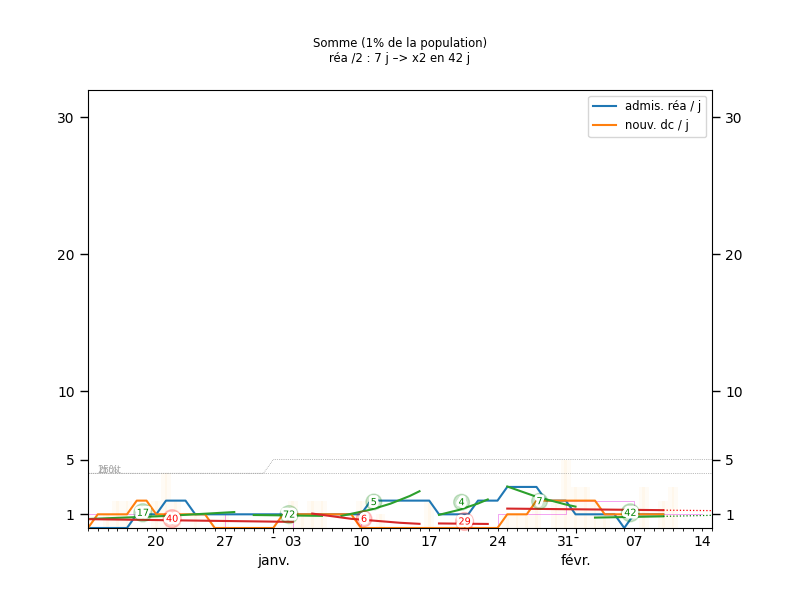 Somme (1% de la population)
réa /2 : 7 j –> x2 en 42 j
admis. réa / j
nouv. dc / j
30 30
20 20
10 10
5 5
1 1
17 40 72 6 5 4 29 7 42
20 27 - 03 10 17 24 31 - 07 14
janv. févr.